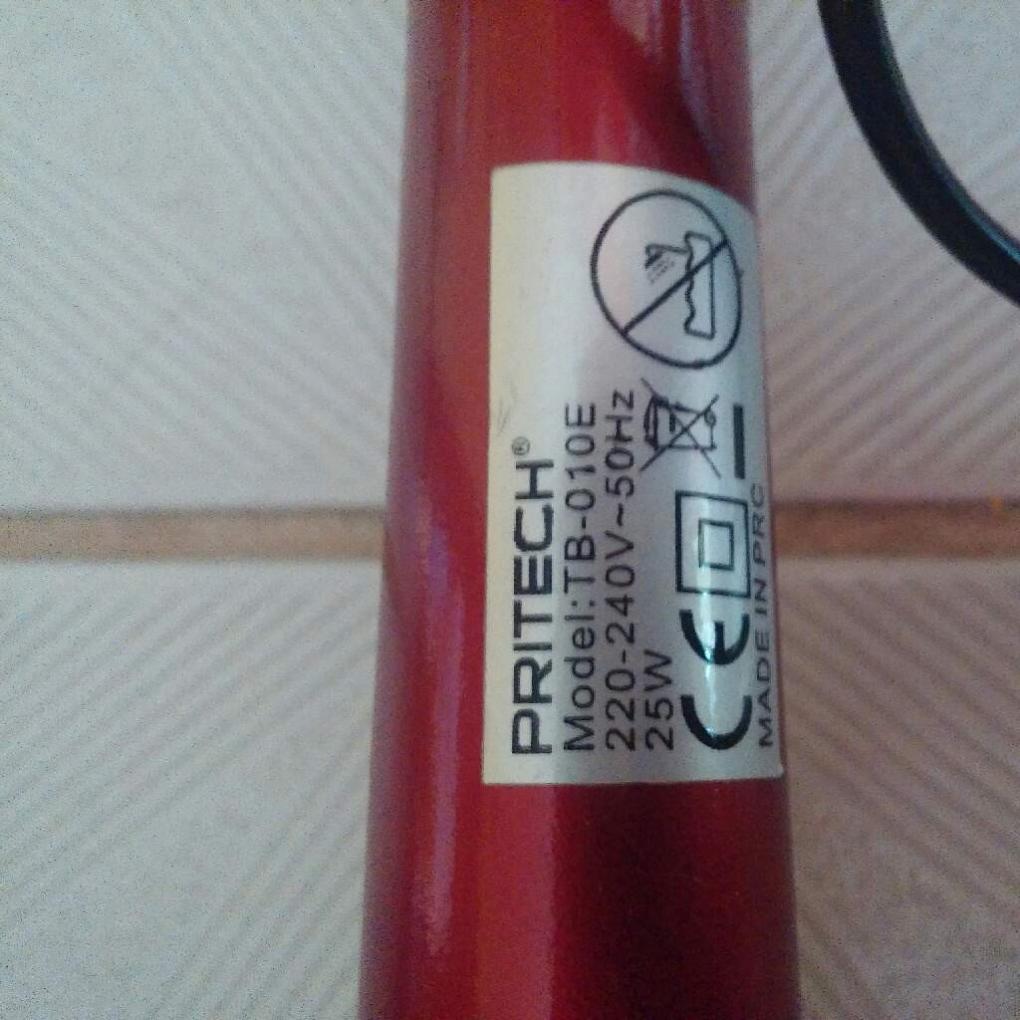 PRITECH®
Model:TB-010E
220-240V~50Hz
25W
CE
MADE IN PRC